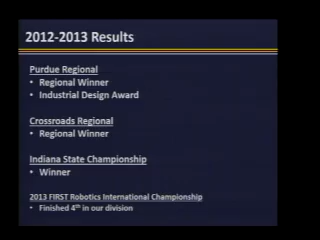 2012-2013 Results
Purdue Regional
• Regional Winner
• Industrial Design Award
Crossroads Regional
• Regional Winner
Indiana State Championship
• Winner
2013 FIRST Robotics International Championship
• Finished 4th in our division